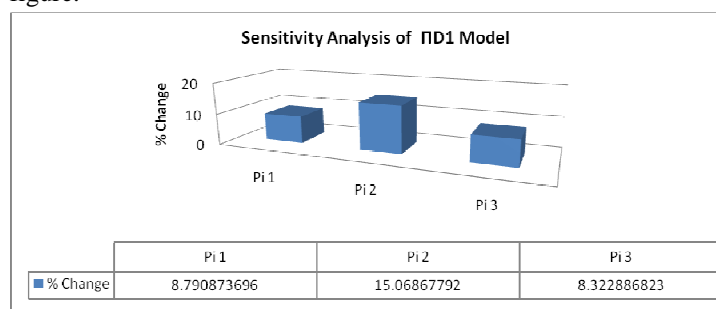 figure.
Sensitivity Analysis of ΠD1 Model
% Change
20
10
0
Pi 1
Pi 2
Pi 3
Pi 1 Pi 2 Pi 3
% Change 8.790873696 15.06867792 8.322886823